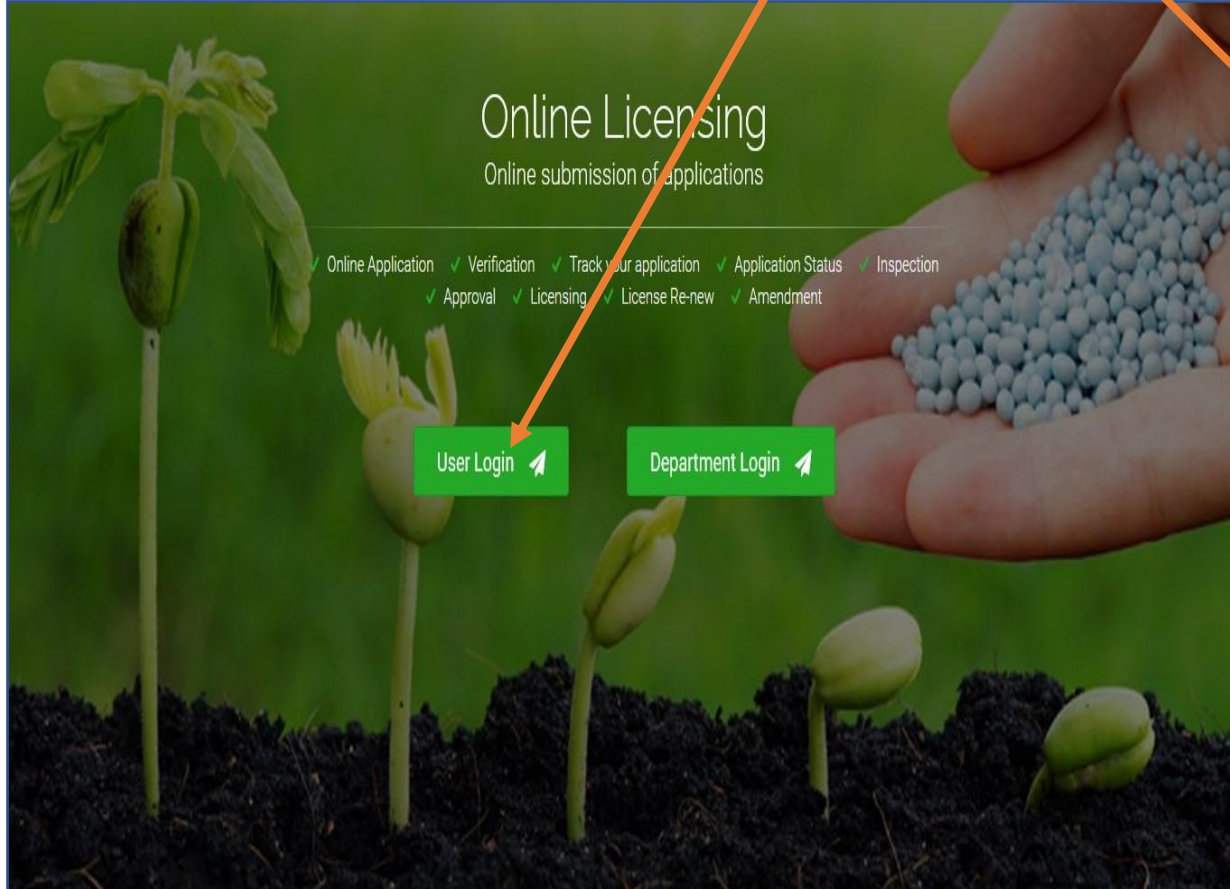 Online Licensing
Online submission of applications
✓ Online Application ✓ Verification ✓ Track your application ✓ Application Status ✓ Inspection
✓ Approval ✓ Licensing ✓ License Re-new ✓ Amendment
User Login
Department Login